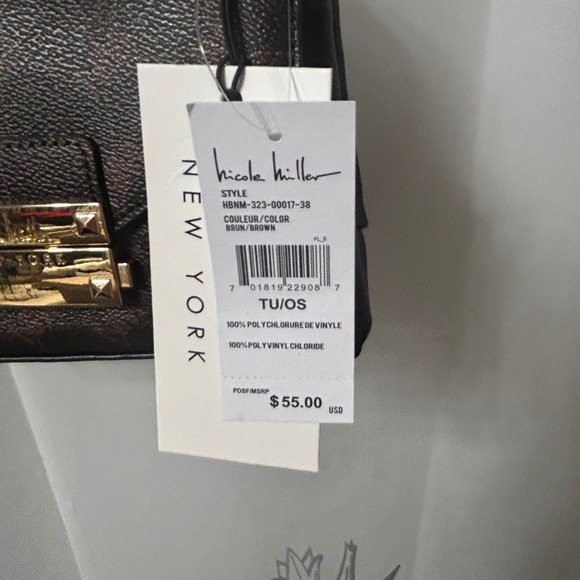 nicole miller
STYLE
HBNM-323-00017-38
COULEUR/COLOR
BRUN/BROWN
FL_8
7 01819 22908 7
TU/OS
100% POLYCHLORURE DE VINYLE
100% POLYVINYL CHLORIDE
PDSF/MSRP
$55.00 USD
NEW YORK